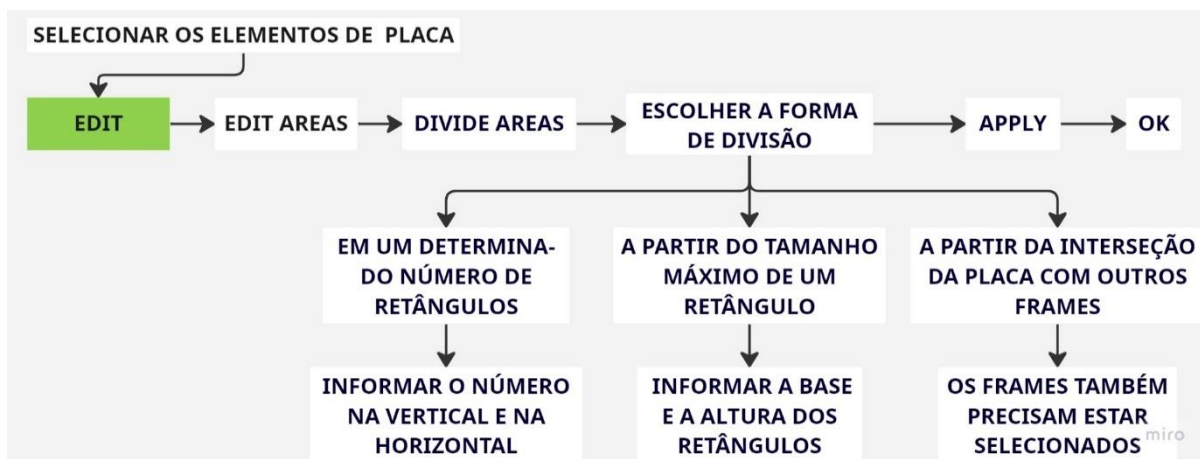 SELECIONAR OS ELEMENTOS DE PLACA
EDIT
EDIT AREAS
DIVIDE AREAS
ESCOLHER A FORMA
DE DIVISÃO
APPLY
OK
EM UM DETERMINA-
DO NÚMERO DE
RETÂNGULOS
A PARTIR DO TAMANHO
MÁXIMO DE UM
RETÂNGULO
A PARTIR DA INTERSEÇÃO
DA PLACA COM OUTROS
FRAMES
INFORMAR O NÚMERO
NA VERTICAL E NA
HORIZONTAL
INFORMAR A BASE
E A ALTURA DOS
RETÂNGULOS
OS FRAMES TAMBÉM
PRECISAM ESTAR
SELECIONADOS
miro